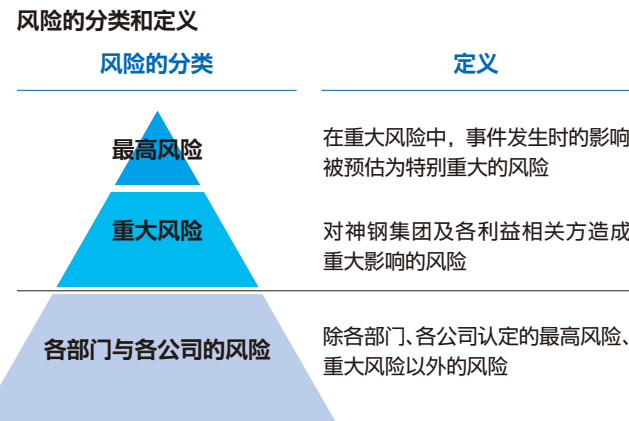 风险的分类和定义
风险的分类
定义
最高风险
在重大风险中，事件发生时的影响
被预估为特别重大的风险
重大风险
对神钢集团及各利益相关方造成
重大影响的风险
各部门与各公司的风险
除各部门、各公司认定的最高风险、
重大风险以外的风险